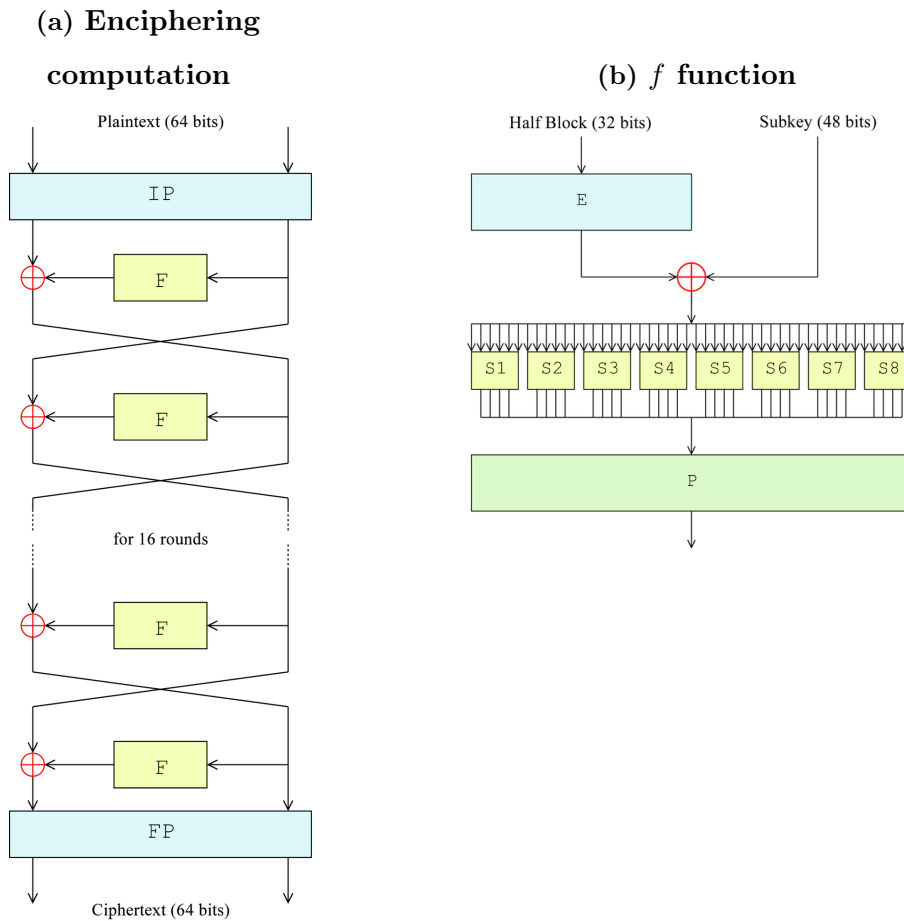 (a) Enciphering
computation
Plaintext (64 bits)
IP
F
F
for 16 rounds
F
F
FP
Ciphertext (64 bits)
(b) f function
Half Block (32 bits)
Subkey (48 bits)
E
S1 S2 S3 S4 S5 S6 S7 S8
P